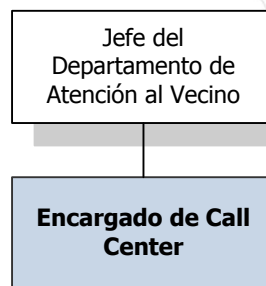 Jefe del
Departamento de
Atención al Vecino
Encargado de Call
Center